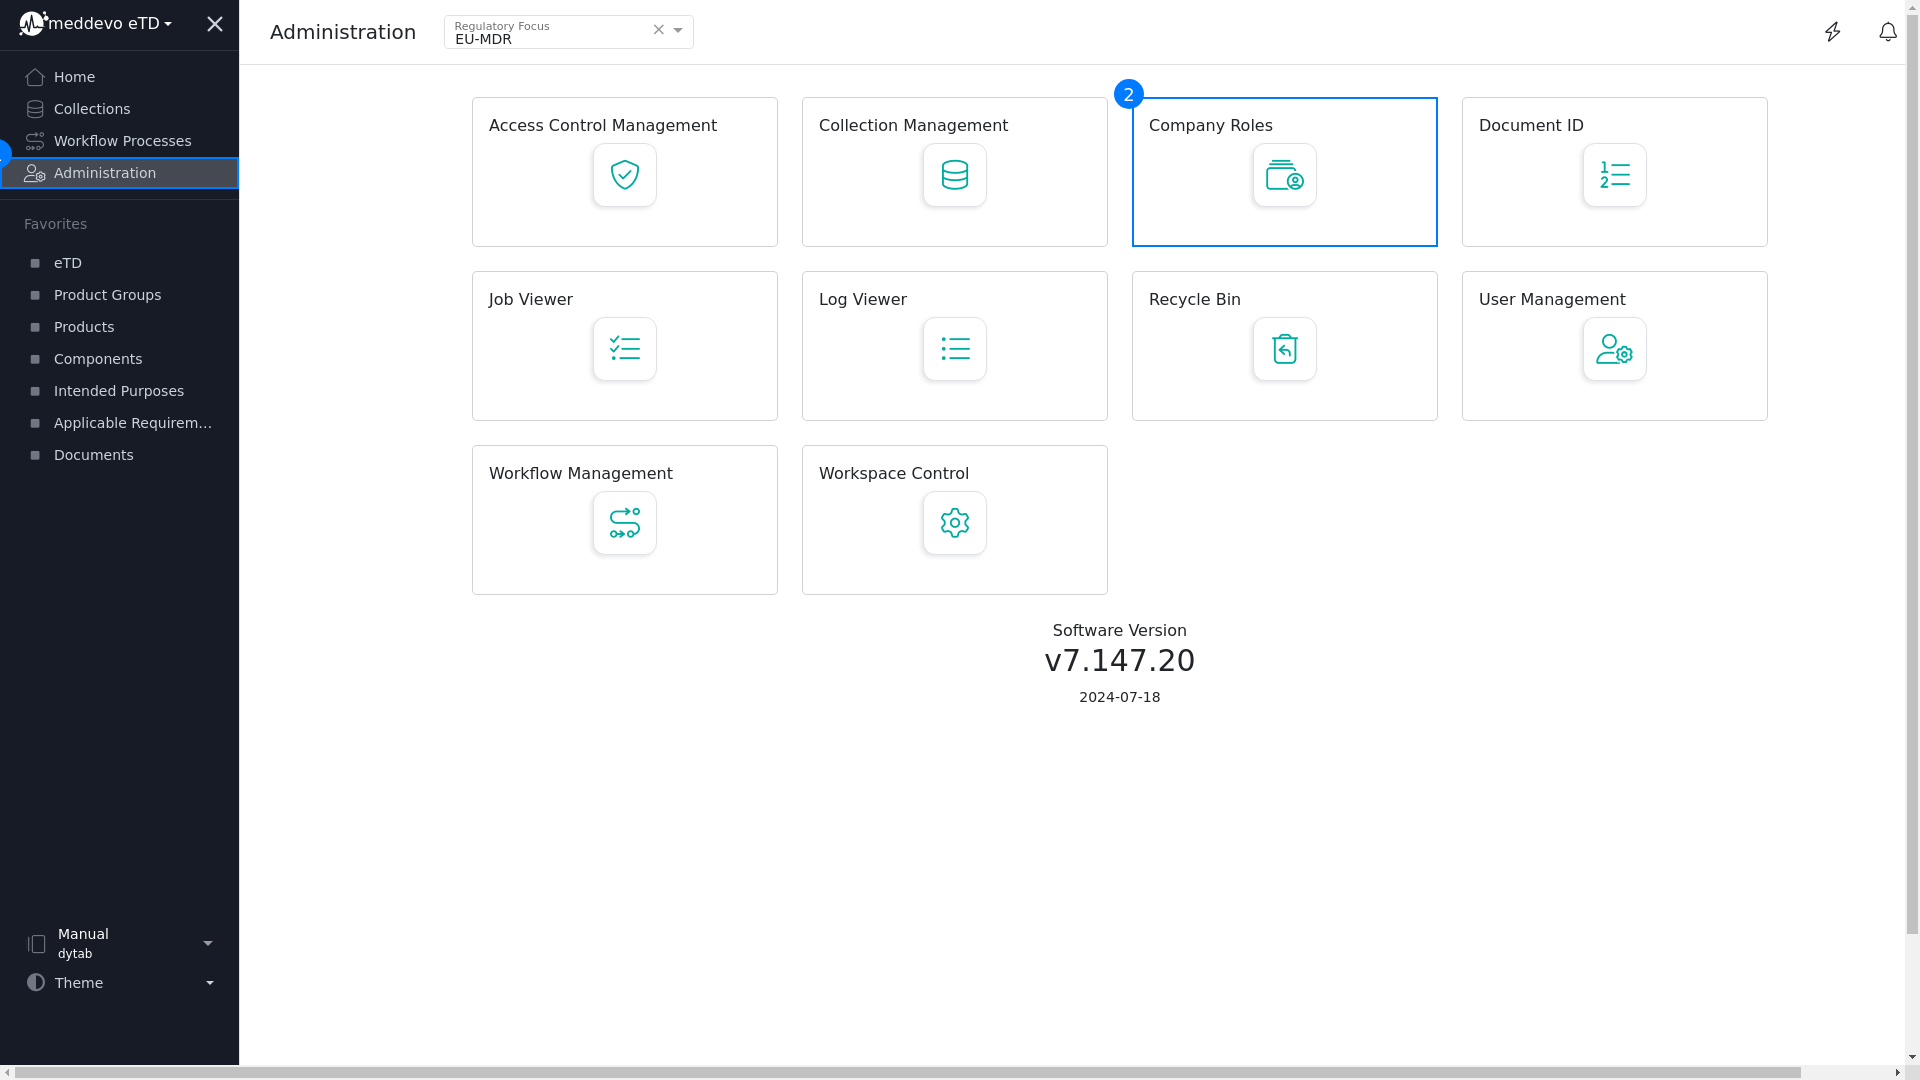 meddevo eTD
Home
Collections
Workflow Processes
Administration
Favorites
eTD
Product Groups
Products
Components
Intended Purposes
Applicable Requirem...
Documents
Manual
dytab
Theme
Administration
Regulatory Focus
EU-MDR
Access Control Management
Collection Management
2
Company Roles
Document ID
1
2
Job Viewer
Log Viewer
Recycle Bin
User Management
Workflow Management
Workspace Control
Software Version
v7.147.20
2024-07-18